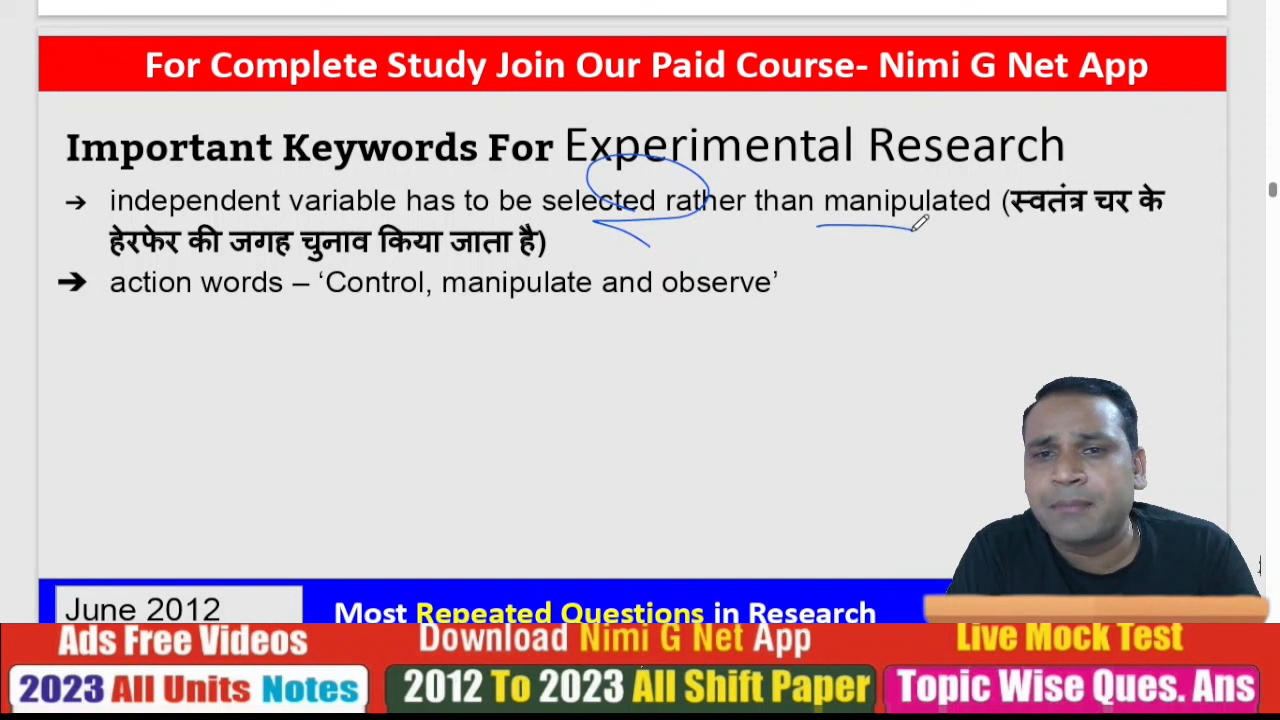 For Complete Study Join Our Paid Course- Nimi G Net App
Important Keywords For Experimental Research
→ independent variable has to be selected rather than manipulated (स्वतंत्र चर के
हेरफेर की जगह चुनाव किया जाता है)
➔ action words – ‘Control, manipulate and observe’
June 2012
Most Repeated Questions in Research
Ads Free Videos
Download Nimi G Net App
Live Mock Test
2023 All Units Notes
2012 To 2023 All Shift Paper
Topic Wise Ques. Ans